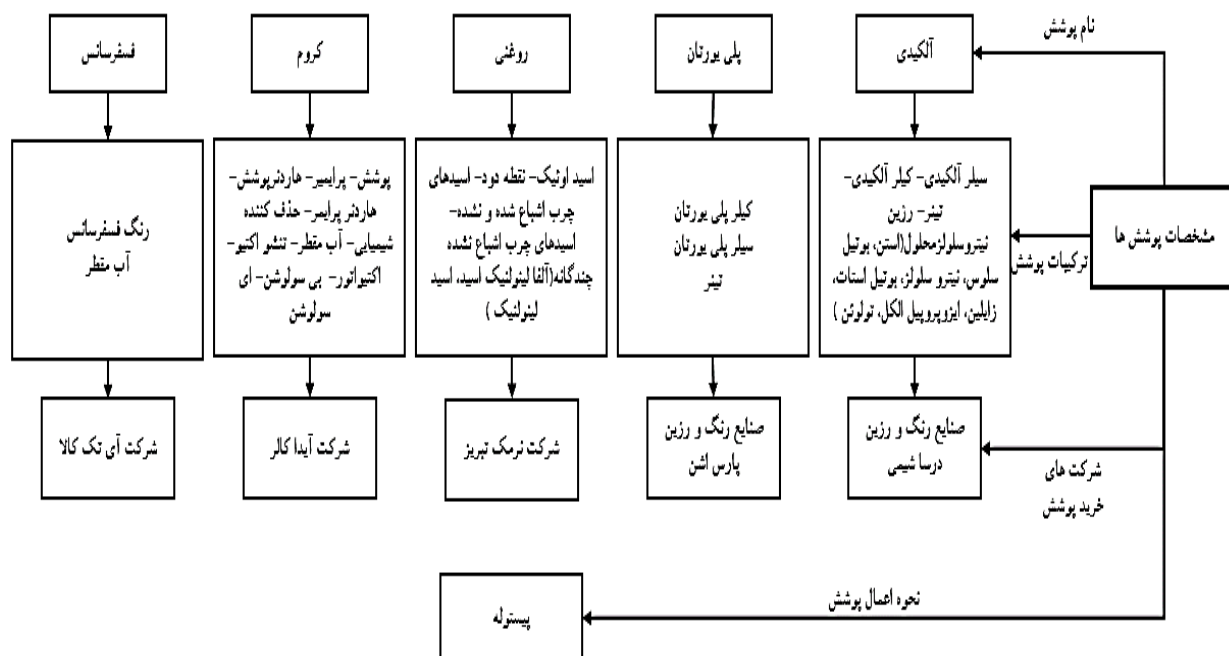 نام پوشش
آلکیدی
پلی یورتان
روغنی
کروم
فسفرسانس
مشخصات پوشش ها
ترکیبات پوشش
سیلر آلکیدی- کیلر آلکیدی-
تینر- رزین
نیتروسلولزمحلول(استن، بوتیل
سلوس، نیترو سلولز، بوتیل استات،
زایلین، ایزوپروپیل الکل، تولوئن )
کیلر پلی یورتان
سیلر پلی یورتان
تینر
اسید اوئیک- نقطه دود- اسیدهای
چرب اشباع شده و نشده-
اسیدهای چرب اشباع نشده
چندگانه(آلفا لینولنیک اسید، اسید
لینولنیک )
پوشش- پرایمیر- هاردنرپوشش-
هاردنر پرایمر- حذف کننده
شیمیایی- آب مقطر- تنشو اکتیو-
اکتیواتور- بی سولوشن- ای
سولوشن
رنگ فسفرسانس
آب مقطر
شرکت های
خرید پوشش
صنایع رنگ و رزین
درسا شیمی
صنایع رنگ و رزین
پارس اشن
شرکت نرمک تبریز
شرکت آیدا کالر
شرکت آی تک کالا
نحوه اعمال پوشش
پیستوله